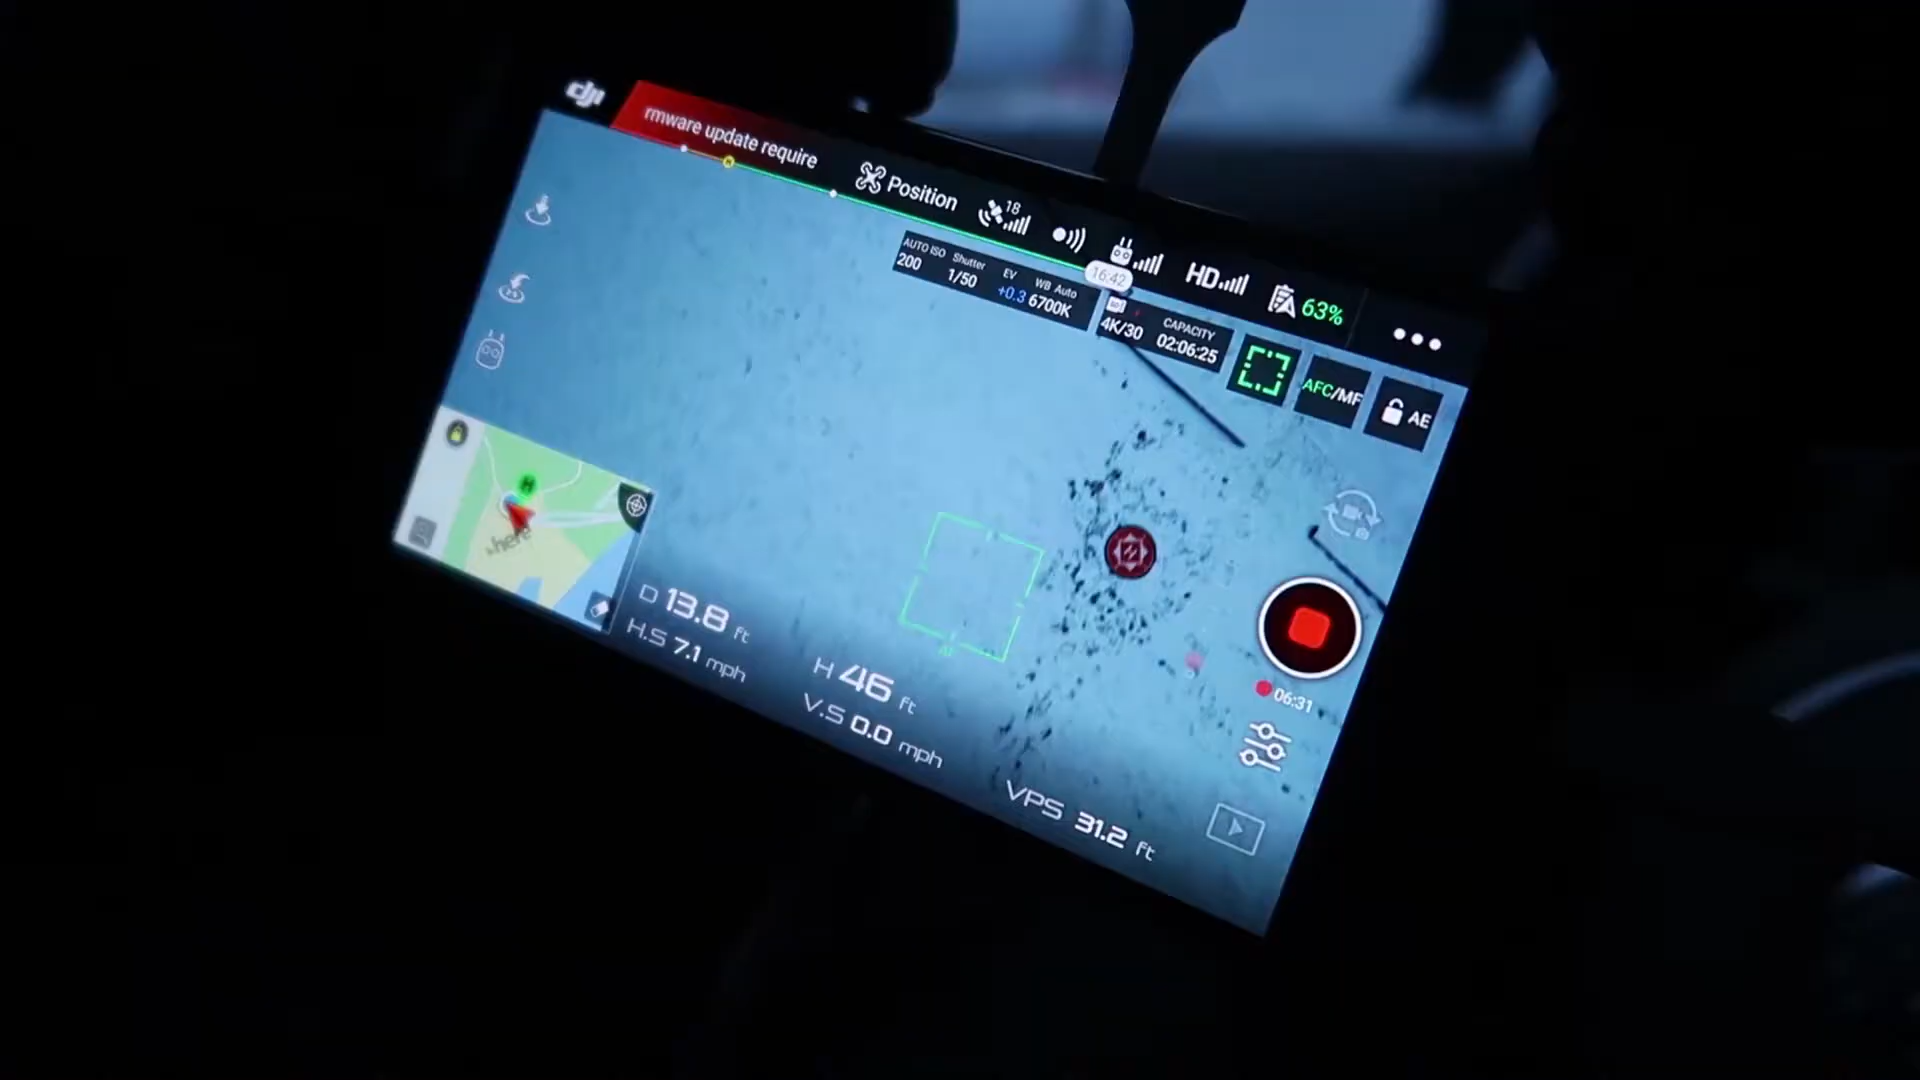 dji
rmware update require
Position
18
HD
63%
AUTO ISO
200
Shutter
1/50
EV
+0.3
WB Auto
6700K
16:42
4K/30
CAPACITY
02:06:25
AFC/MF
AE
H
here
D 13.8 ft
H.S 7.1 mph
H 46 ft
V.S 0.0 mph
VPS 31.2 ft
AF
06:31